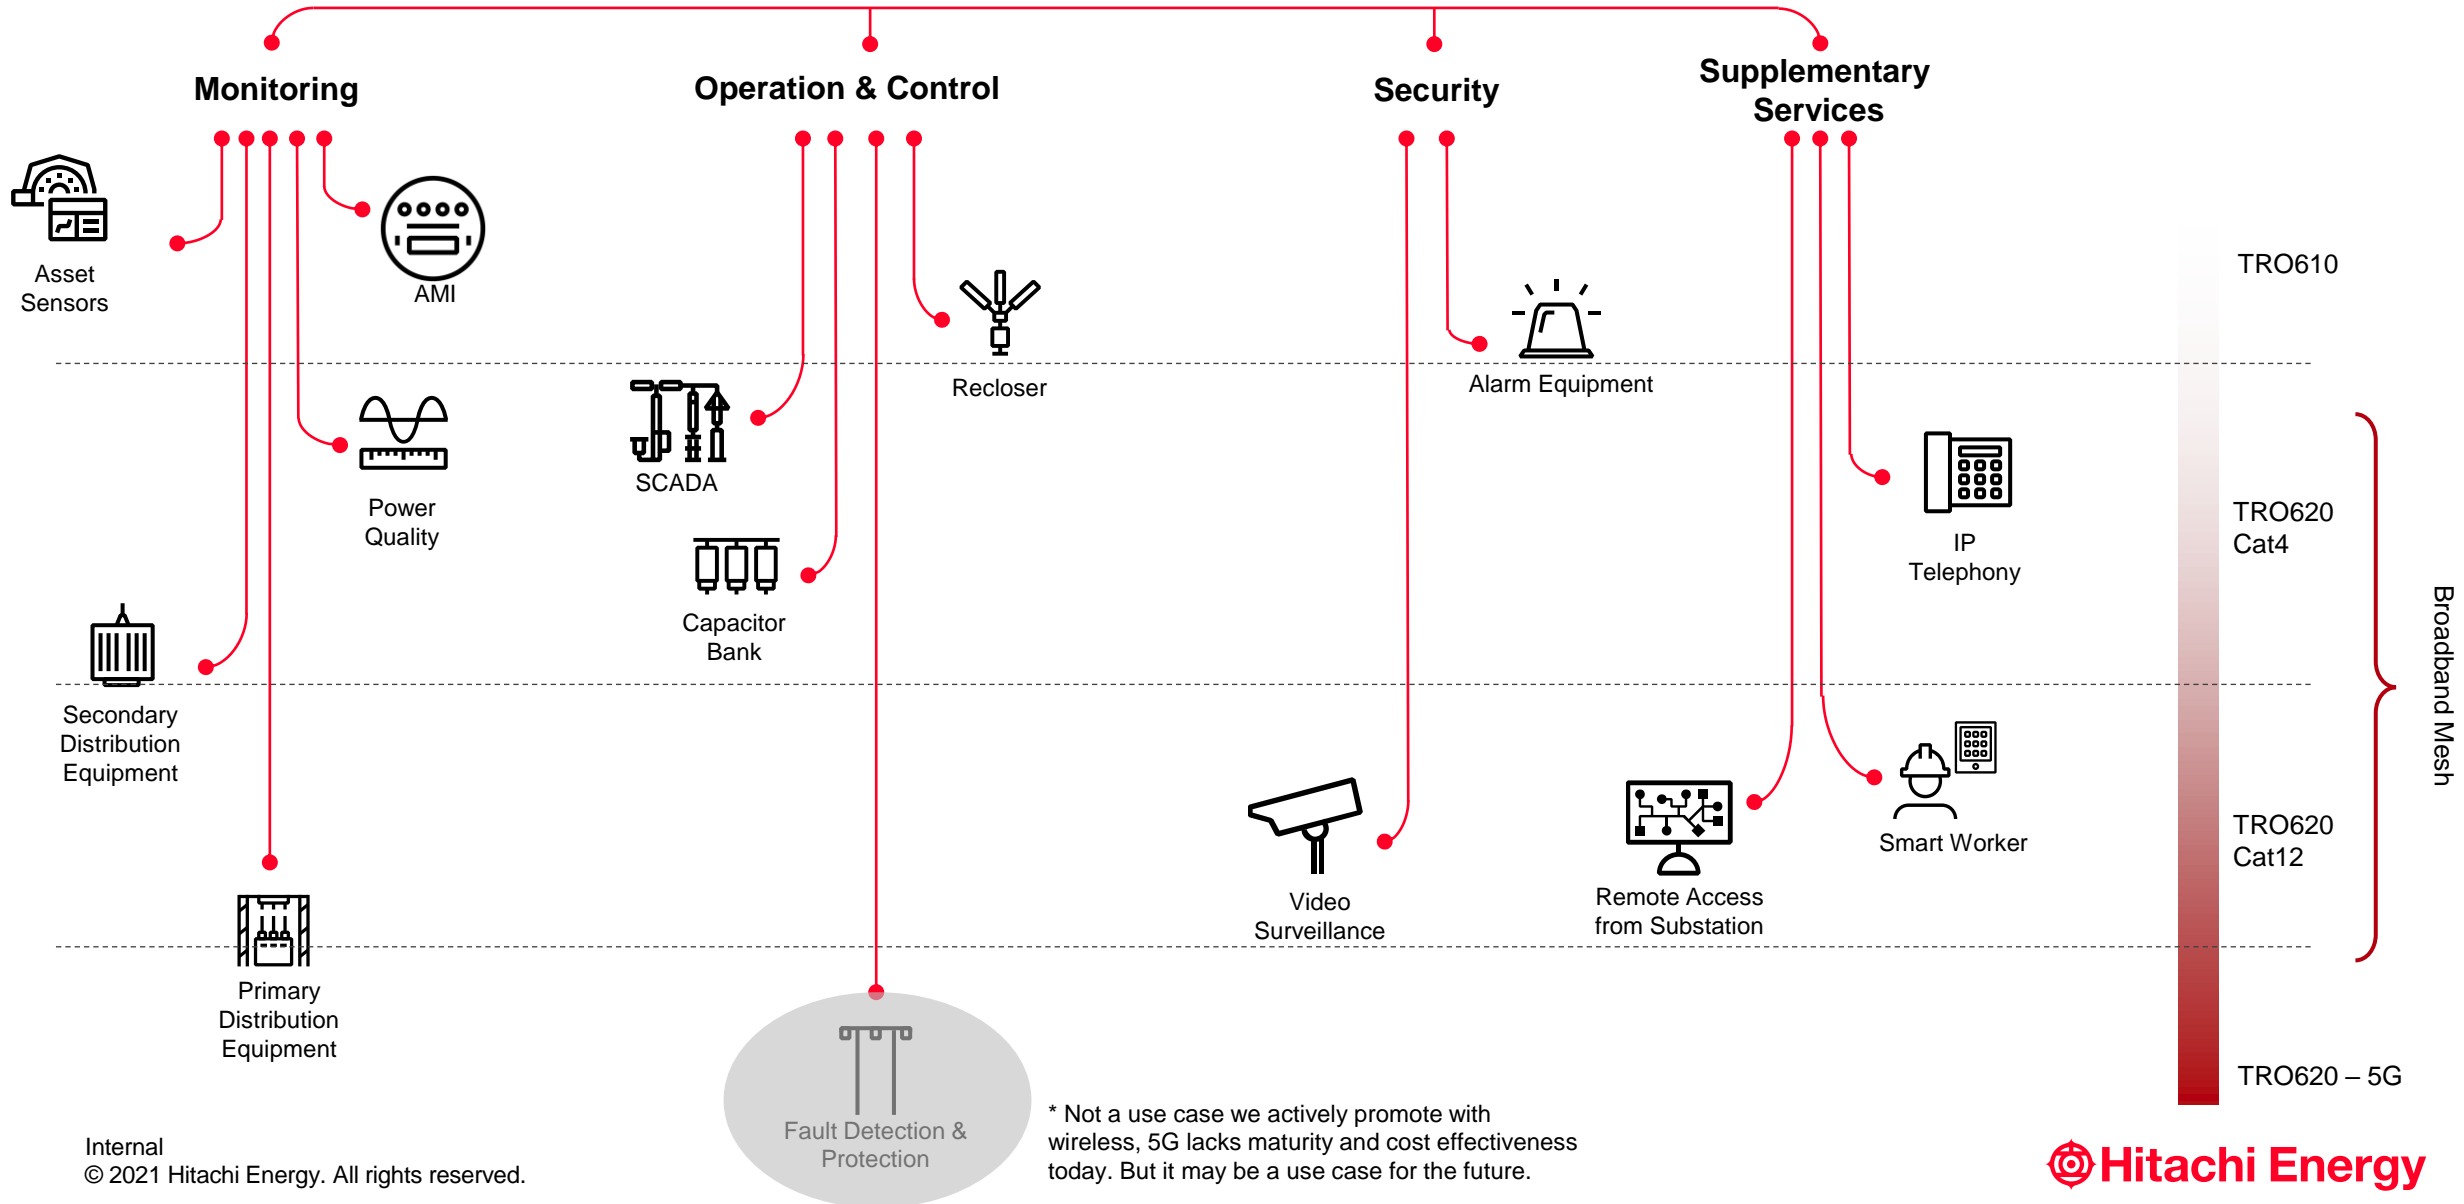 Monitoring
Operation & Control
Security
Supplementary
Services
Asset
Sensors
AMI
Recloser
Alarm Equipment
TRO610
Power
Quality
SCADA
Capacitor
Bank
IP
Telephony
TRO620
Cat4
Secondary
Distribution
Equipment
Primary
Distribution
Equipment
Video
Surveillance
Remote Access
from Substation
Smart Worker
TRO620
Cat12
Broadband Mesh
TRO620 – 5G
Fault Detection &
Protection
* Not a use case we actively promote with
wireless, 5G lacks maturity and cost effectiveness
today. But it may be a use case for the future.
Internal
© 2021 Hitachi Energy. All rights reserved.
Hitachi Energy